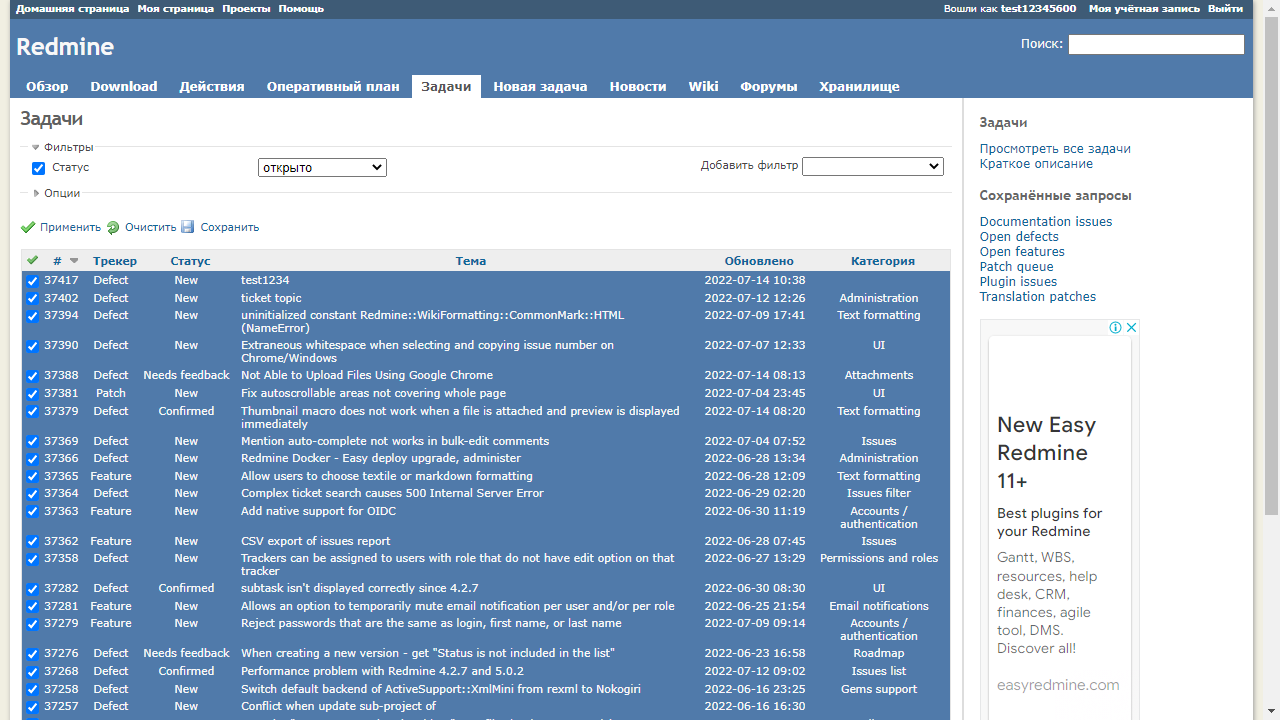 Домашняя страница Моя страница Проекты Помощь Вошли как test12345600 Моя учётная запись Выйти
Redmine Поиск:
Обзор Download Действия Оперативный план Задачи Новая задача Новости Wiki Форумы Хранилище
Задачи
Фильтры
Статус открыто Добавить фильтр
Опции
Применить Очистить Сохранить
# Трекер Статус Тема Обновлено Категория
37417 Defect New test1234 2022-07-14 10:38
37402 Defect New ticket topic 2022-07-12 12:26 Administration
37394 Defect New uninitialized constant Redmine::WikiFormatting::CommonMark::HTML 2022-07-09 17:41 Text formatting
(NameError)
37390 Defect New Extraneous whitespace when selecting and copying issue number on 2022-07-07 12:33 UI
Chrome/Windows
37388 Defect Needs feedback Not Able to Upload Files Using Google Chrome 2022-07-14 08:13 Attachments
37381 Patch New Fix autoscrollable areas not covering whole page 2022-07-04 23:45 UI
37379 Defect Confirmed Thumbnail macro does not work when a file is attached and preview is displayed 2022-07-14 08:20 Text formatting
immediately
37369 Defect New Mention auto-complete not works in bulk-edit comments 2022-07-04 07:52 Issues
37366 Defect New Redmine Docker - Easy deploy upgrade, administer 2022-06-28 13:34 Administration
37365 Feature New Allow users to choose textile or markdown formatting 2022-06-28 12:09 Text formatting
37364 Defect New Complex ticket search causes 500 Internal Server Error 2022-06-29 02:20 Issues filter
37363 Feature New Add native support for OIDC 2022-06-30 11:19 Accounts /
authentication
37362 Feature New CSV export of issues report 2022-06-28 07:45 Issues
37358 Defect New Trackers can be assigned to users with role that do not have edit option on that 2022-06-27 13:29 Permissions and roles
tracker
37282 Defect Confirmed subtask isn't displayed correctly since 4.2.7 2022-06-30 08:30 UI
37281 Feature New Allows an option to temporarily mute email notification per user and/or per role 2022-06-25 21:54 Email notifications
37279 Feature New Reject passwords that are the same as login, first name, or last name 2022-07-09 09:14 Accounts /
authentication
37276 Defect Needs feedback When creating a new version - get "Status is not included in the list" 2022-06-23 16:58 Roadmap
37268 Defect Confirmed Performance problem with Redmine 4.2.7 and 5.0.2 2022-07-12 09:02 Issues list
37258 Defect New Switch default backend of ActiveSupport::XmlMini from rexml to Nokogiri 2022-06-16 23:25 Gems support
37257 Defect New Conflict when update sub-project of 2022-06-16 16:30
Задачи
Просмотреть все задачи
Краткое описание
Сохранённые запросы
Documentation issues
Open defects
Open features
Patch queue
Plugin issues
Translation patches
New Easy
Redmine
11+
Best plugins for
your Redmine
Gantt, WBS,
resources, help
desk, CRM,
finances, agile
tool, DMS.
Discover all!
easyredmine.com